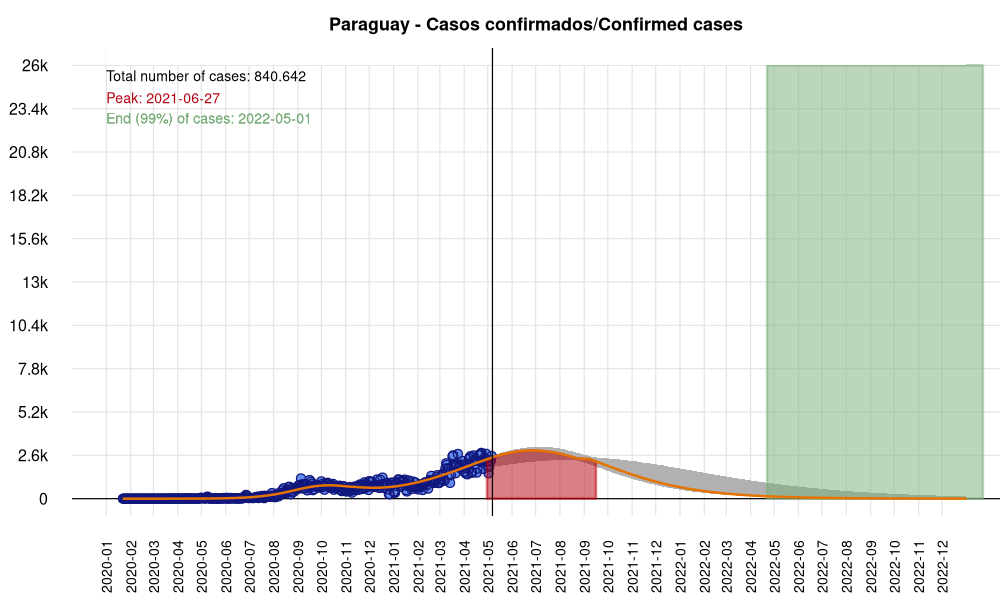 Paraguay - Casos confirmados/Confirmed cases
Total number of cases: 840.642
Peak: 2021-06-27
End (99%) of cases: 2022-05-01
26k
23.4k
20.8k
18.2k
15.6k
13k
10.4k
7.8k
5.2k
2.6k
0
2020-01
2020-02
2020-03
2020-04
2020-05
2020-06
2020-07
2020-08
2020-09
2020-10
2020-11
2020-12
2021-01
2021-02
2021-03
2021-04
2021-05
2021-06
2021-07
2021-08
2021-09
2021-10
2021-11
2021-12
2022-01
2022-02
2022-03
2022-04
2022-05
2022-06
2022-07
2022-08
2022-09
2022-10
2022-11
2022-12